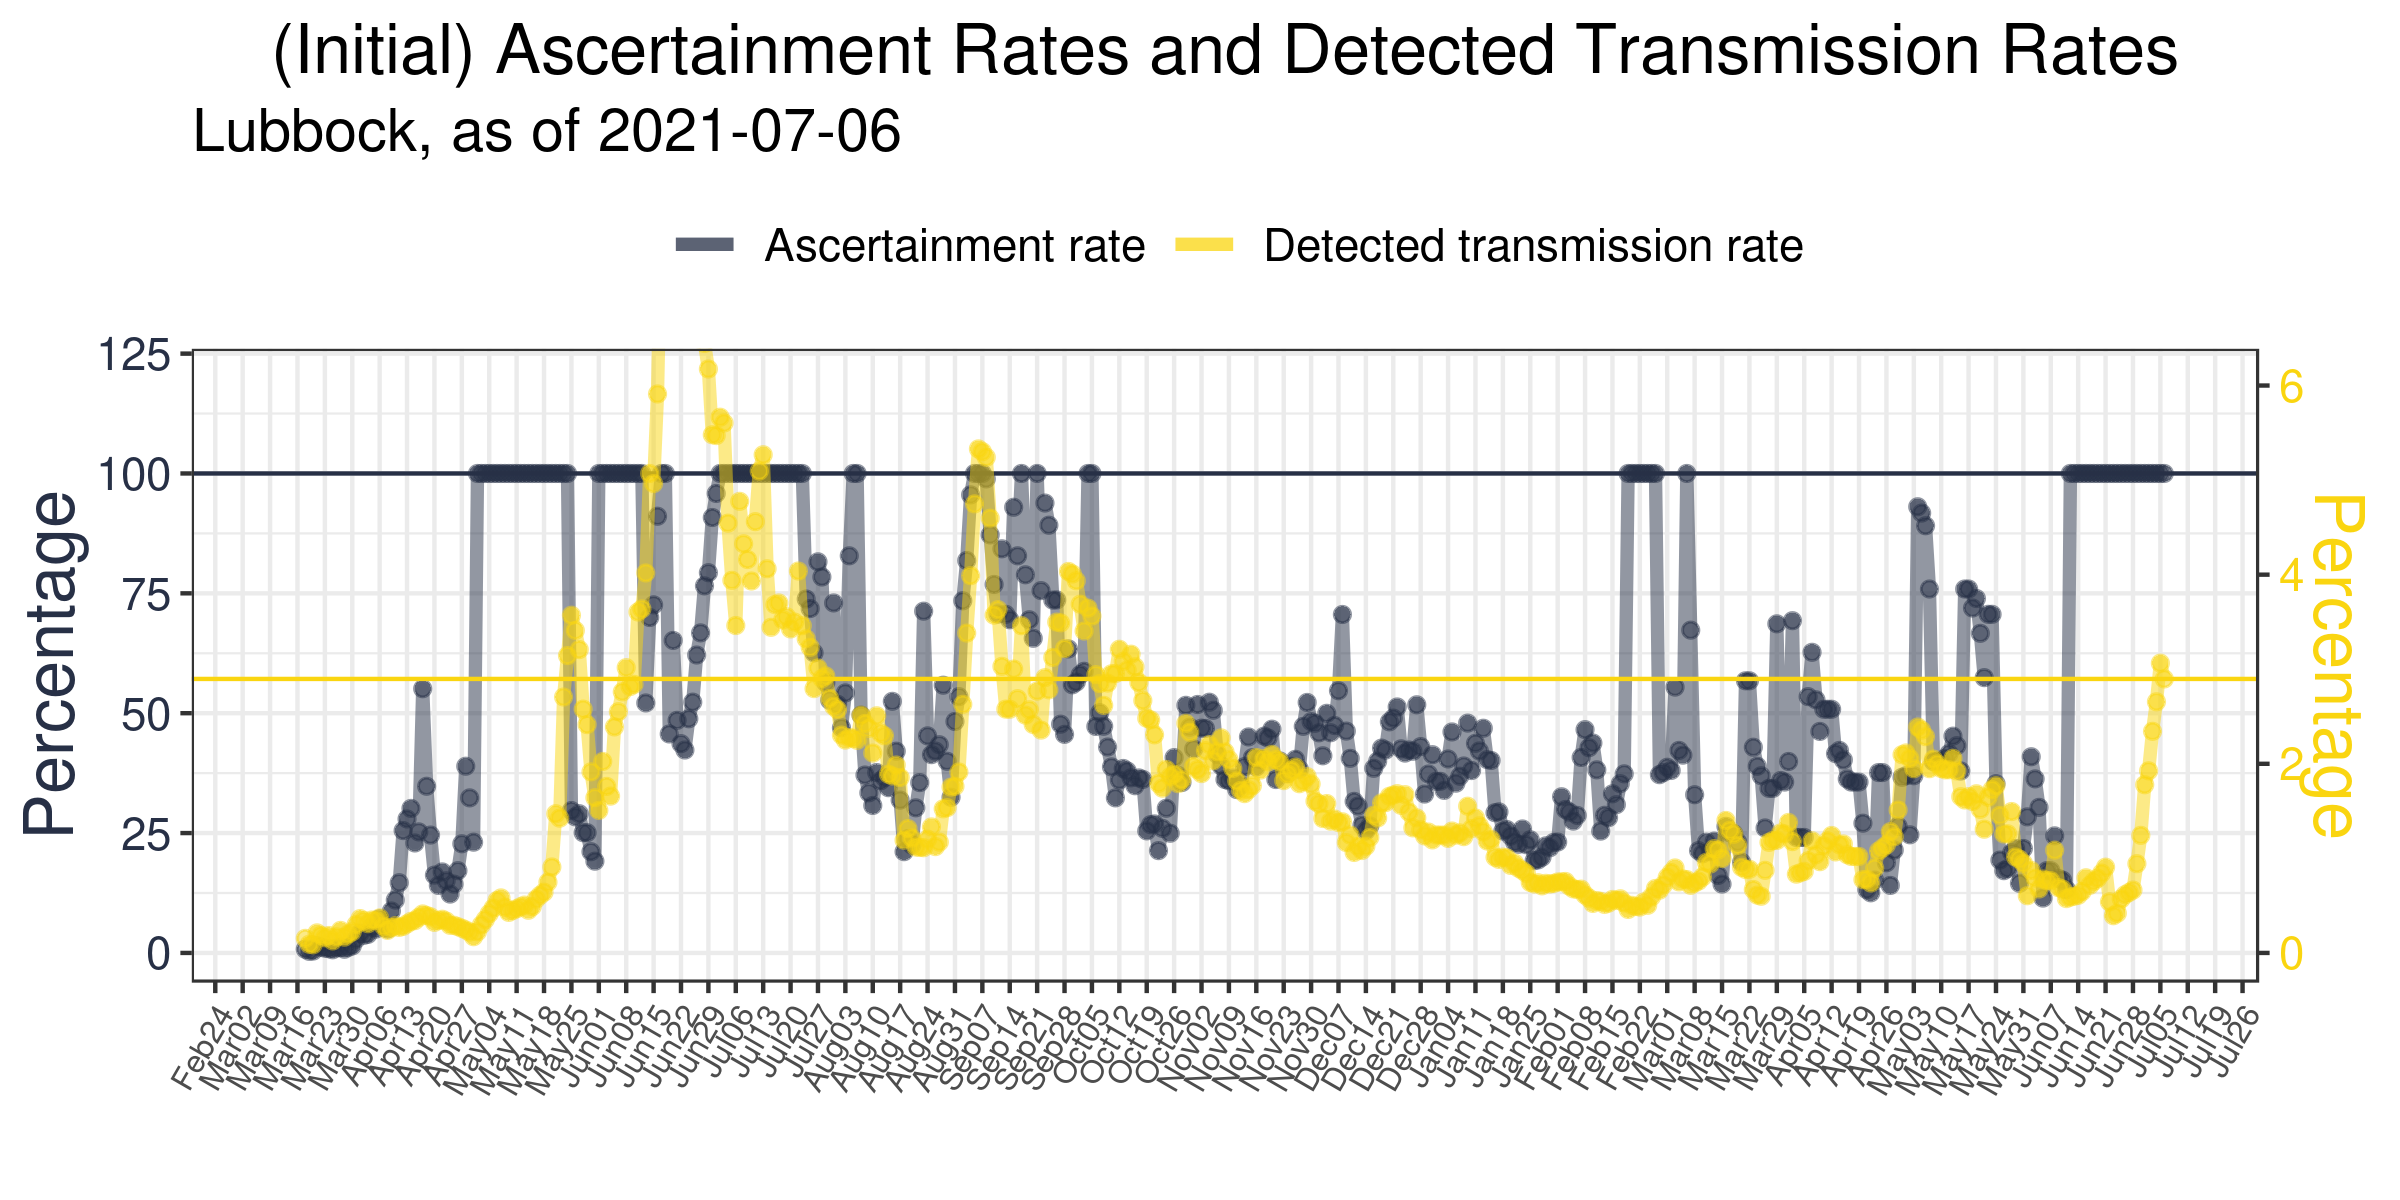 (Initial) Ascertainment Rates and Detected Transmission Rates
Lubbock, as of 2021-07-06
Ascertainment rate
Detected transmission rate
125
100
75
50
25
0
Percentage
6
4
2
0
Percentage
Feb24
Mar02
Mar09
Mar16
Mar23
Mar30
Apr06
Apr13
Apr20
Apr27
May04
May11
May18
May25
Jun01
Jun08
Jun15
Jun22
Jun29
Jul06
Jul13
Jul20
Jul27
Aug03
Aug10
Aug17
Aug24
Aug31
Sep07
Sep14
Sep21
Sep28
Oct05
Oct12
Oct19
Oct26
Nov02
Nov09
Nov16
Nov23
Nov30
Dec07
Dec14
Dec21
Dec28
Jan04
Jan11
Jan18
Jan25
Feb01
Feb08
Feb15
Feb22
Mar01
Mar08
Mar15
Mar22
Mar29
Apr05
Apr12
Apr19
Apr26
May03
May10
May17
May24
May31
Jun07
Jun14
Jun21
Jun28
Jul05
Jul12
Jul19
Jul26